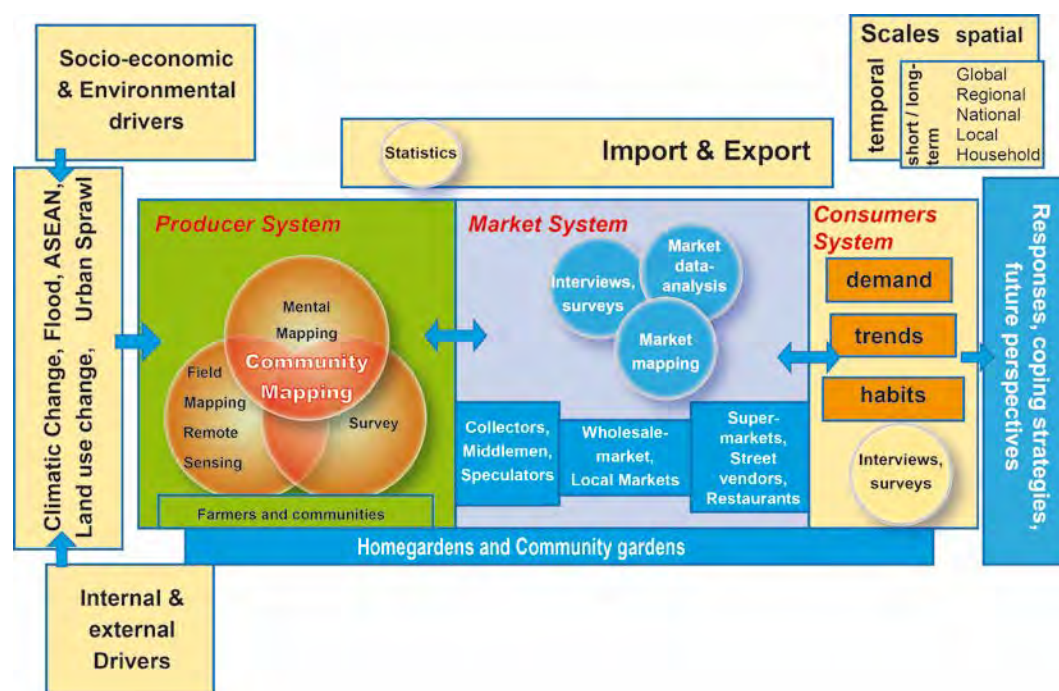 Socio-economic
& Environmental
drivers
Scales spatial
temporal
short / long-
term
Global
Regional
National
Local
Household
Statistics
Import & Export
Climatic Change, Flood, ASEAN,
Land use change, Urban Sprawl
Producer System
Mental
Mapping
Community
Mapping
Field
Mapping
Remote
Sensing
Survey
Farmers and communities
Market System
Interviews,
surveys
Market
data-
analysis
Market
mapping
Collectors,
Middlemen,
Speculators
Wholesale-
market,
Local Markets
Super-
markets,
Street
vendors,
Restaurants
Consumers
System
demand
trends
habits
Interviews,
surveys
Responses, coping strategies,
future perspectives
Homegardens and Community gardens
Internal &
external
Drivers